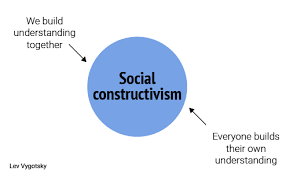 We build
understanding
together
Social
constructivism
Everyone builds
their own
understanding
Lev Vygotsky